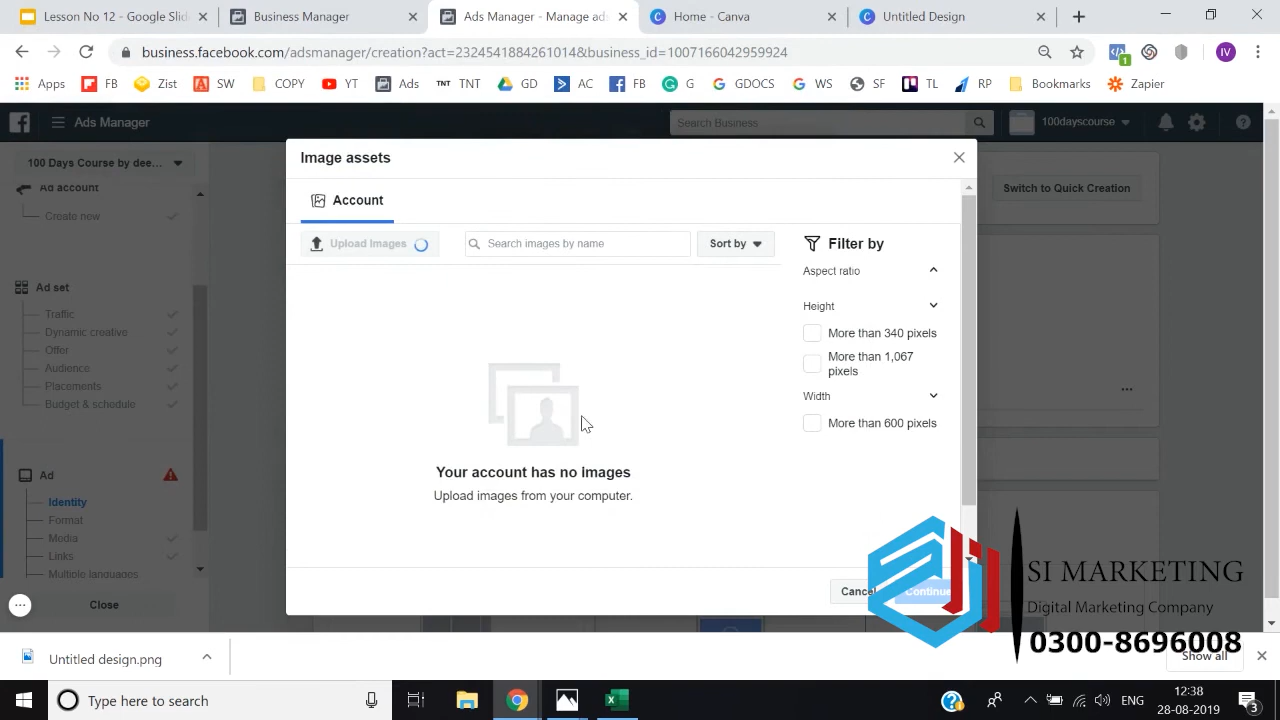 Lesson No 12 - Google Slid
Business Manager
Ads Manager - Manage ads
Home - Canva
Untitled Design
business.facebook.com/adsmanager/creation?act=2324541884261014&business_id=1007166042959924
1
IV
Apps
FB
Zist
SW
COPY
YT
Ads
TNT TNT
GD
AC
FB
G
GDOCS
WS
SF
TL
RP
Bookmarks
Zapier
Ads Manager
Search Business
100dayscourse
100 Days Course by dee...
Ad account
Create new
Ad set
Traffic
Dynamic creative
Offer
Audience
Placements
Budget & schedule
Ad
Identity
Format
Media
Links
Multiple languages
Close
Switch to Quick Creation
Image assets
Account
Upload Images
Search images by name
Sort by
Filter by
Aspect ratio
Height
More than 340 pixels
More than 1,067
pixels
Width
More than 600 pixels
Your account has no images
Upload images from your computer.
Cancel
Continue
SI MARKETING
Digital Marketing Company
0300-8696008
Untitled design.png
Show all
Type here to search
ENG
12:38
28-08-2019
3